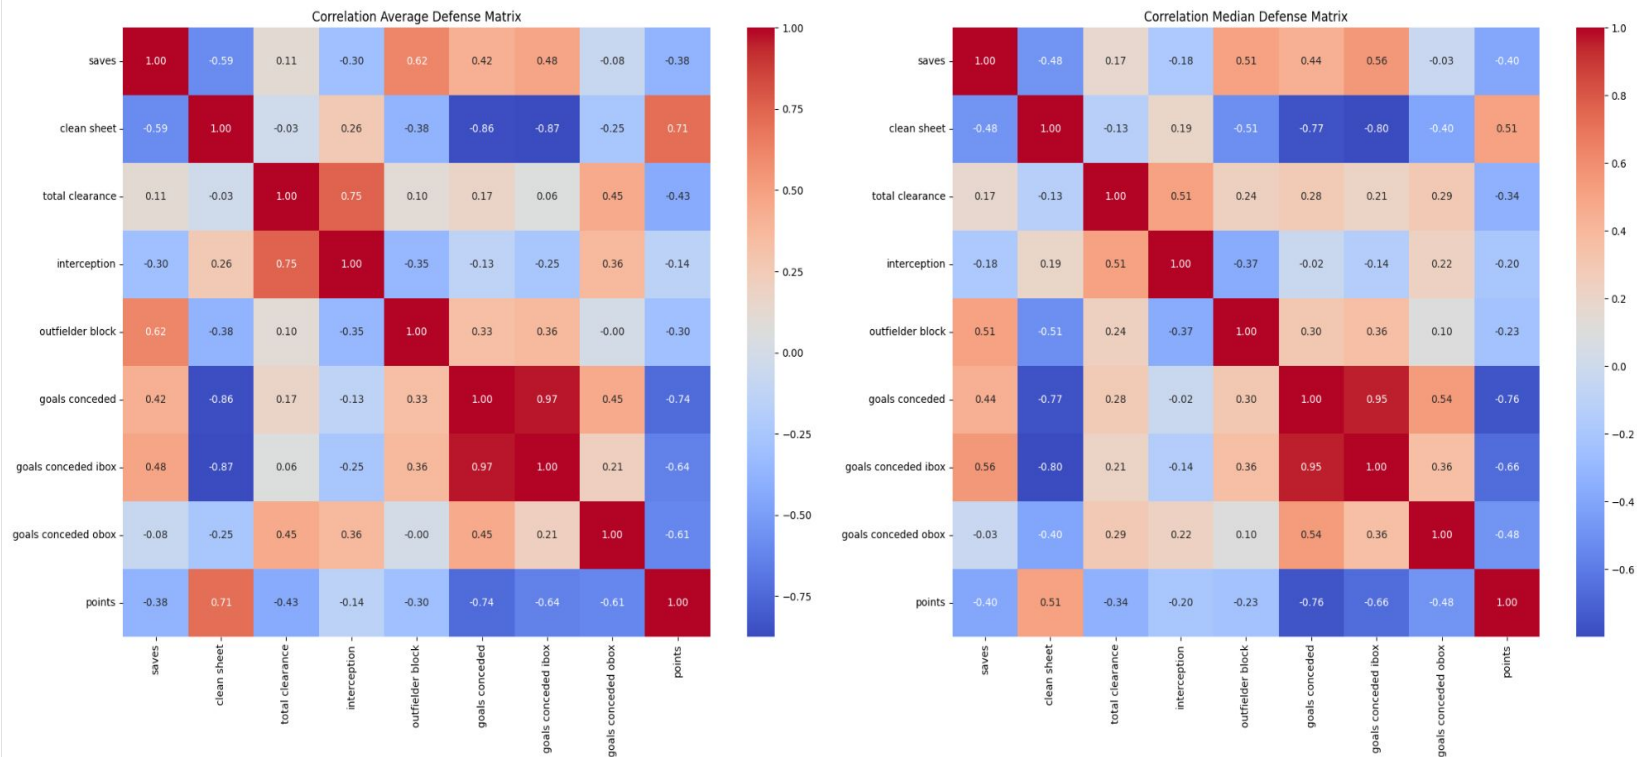 Correlation Average Defense Matrix
saves 1.00 -0.59 0.11 -0.30 0.62 0.42 0.48 -0.08 -0.38
clean sheet -0.59 1.00 -0.03 0.26 -0.38 -0.86 -0.87 -0.25 0.71
total clearance 0.11 -0.03 1.00 0.75 0.10 0.17 0.06 0.45 -0.43
interception -0.30 0.26 0.75 1.00 -0.35 -0.13 -0.25 0.36 -0.14
outfielder block 0.62 -0.38 0.10 -0.35 1.00 0.33 0.36 -0.00 -0.30
goals conceded 0.42 -0.86 0.17 -0.13 0.33 1.00 0.97 0.45 -0.74
goals conceded ibox 0.48 -0.87 0.06 -0.25 0.36 0.97 1.00 0.21 -0.64
goals conceded obox -0.08 -0.25 0.45 0.36 -0.00 0.45 0.21 1.00 -0.61
points -0.38 0.71 -0.43 -0.14 -0.30 -0.74 -0.64 -0.61 1.00
saves
clean sheet
total clearance
interception
outfielder block
goals conceded
goals conceded ibox
goals conceded obox
points
1.00
0.75
0.50
0.25
0.00
−0.25
−0.50
−0.75
Correlation Median Defense Matrix
saves 1.00 -0.48 0.17 -0.18 0.51 0.44 0.56 -0.03 -0.40
clean sheet -0.48 1.00 -0.13 0.19 -0.51 -0.77 -0.80 -0.40 0.51
total clearance 0.17 -0.13 1.00 0.51 0.24 0.28 0.21 0.29 -0.34
interception -0.18 0.19 0.51 1.00 -0.37 -0.02 -0.14 0.22 -0.20
outfielder block 0.51 -0.51 0.24 -0.37 1.00 0.30 0.36 0.10 -0.23
goals conceded 0.44 -0.77 0.28 -0.02 0.30 1.00 0.95 0.54 -0.76
goals conceded ibox 0.56 -0.80 0.21 -0.14 0.36 0.95 1.00 0.36 -0.66
goals conceded obox -0.03 -0.40 0.29 0.22 0.10 0.54 0.36 1.00 -0.48
points -0.40 0.51 -0.34 -0.20 -0.23 -0.76 -0.66 -0.48 1.00
saves
clean sheet
total clearance
interception
outfielder block
goals conceded
goals conceded ibox
goals conceded obox
points
1.0
0.8
0.6
0.4
0.2
0.0
−0.2
−0.4
−0.6